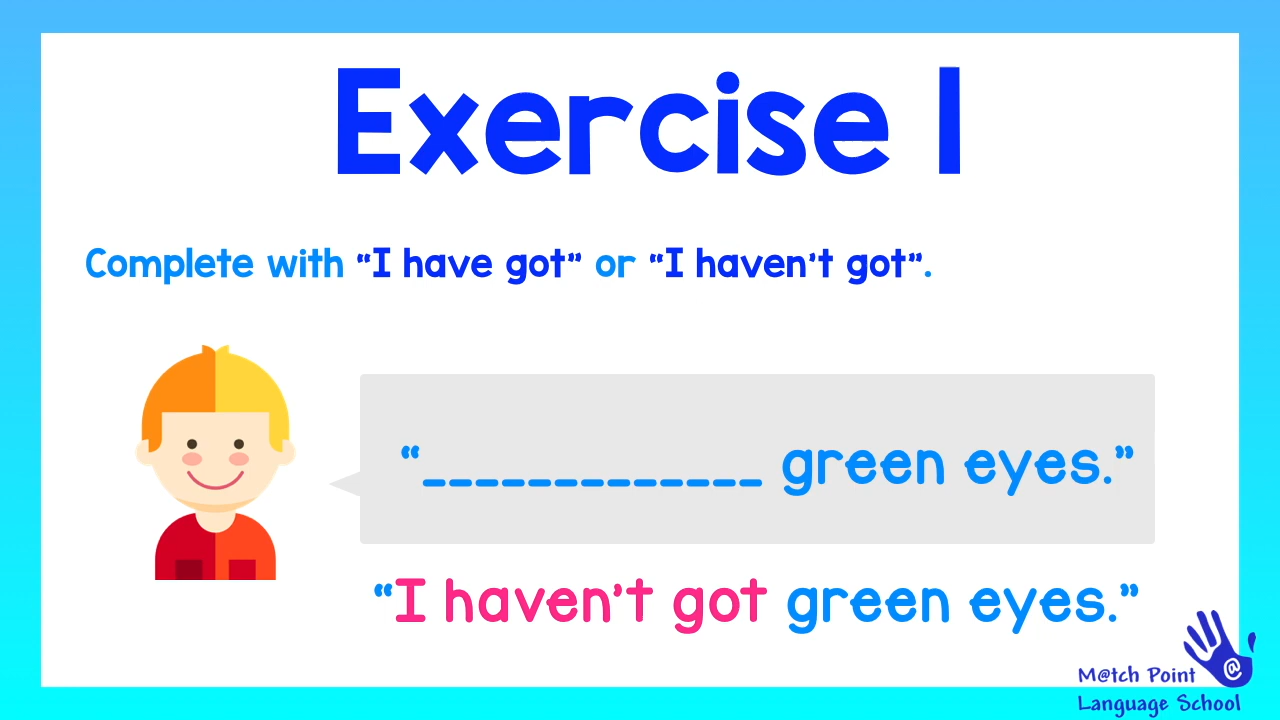 Exercise 1
Complete with “I have got” or “I haven’t got”.
“_____________ green eyes.”
“I haven’t got green eyes.”
M@tch Point
Language School
@